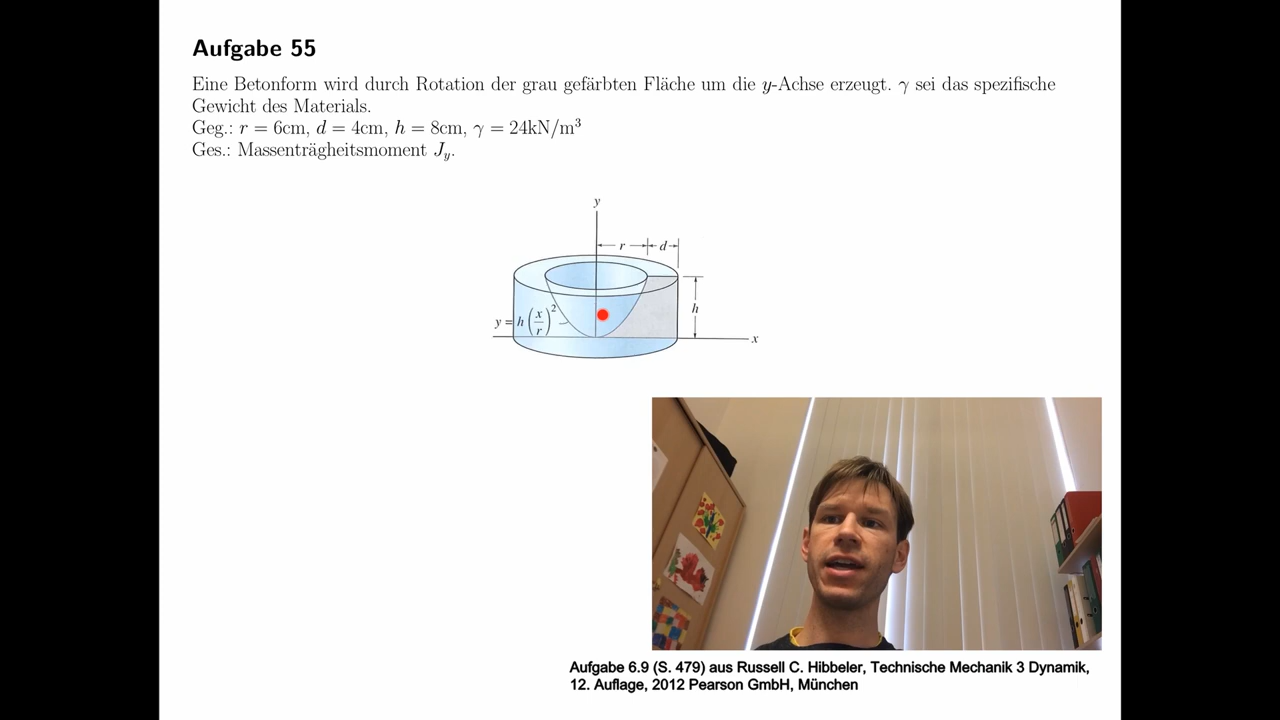 Aufgabe 55
Eine Betonform wird durch Rotation der grau gefärbten Fläche um die y-Achse erzeugt. γ sei das spezifische
Gewicht des Materials.
Geg.: r = 6cm, d = 4cm, h = 8cm, γ = 24kN/m³
Ges.: Massenträgheitsmoment J_y.
y
r
d
h
y = h (x/r)²
x
Aufgabe 6.9 (S. 479) aus Russell C. Hibbeler, Technische Mechanik 3 Dynamik,
12. Auflage, 2012 Pearson GmbH, München